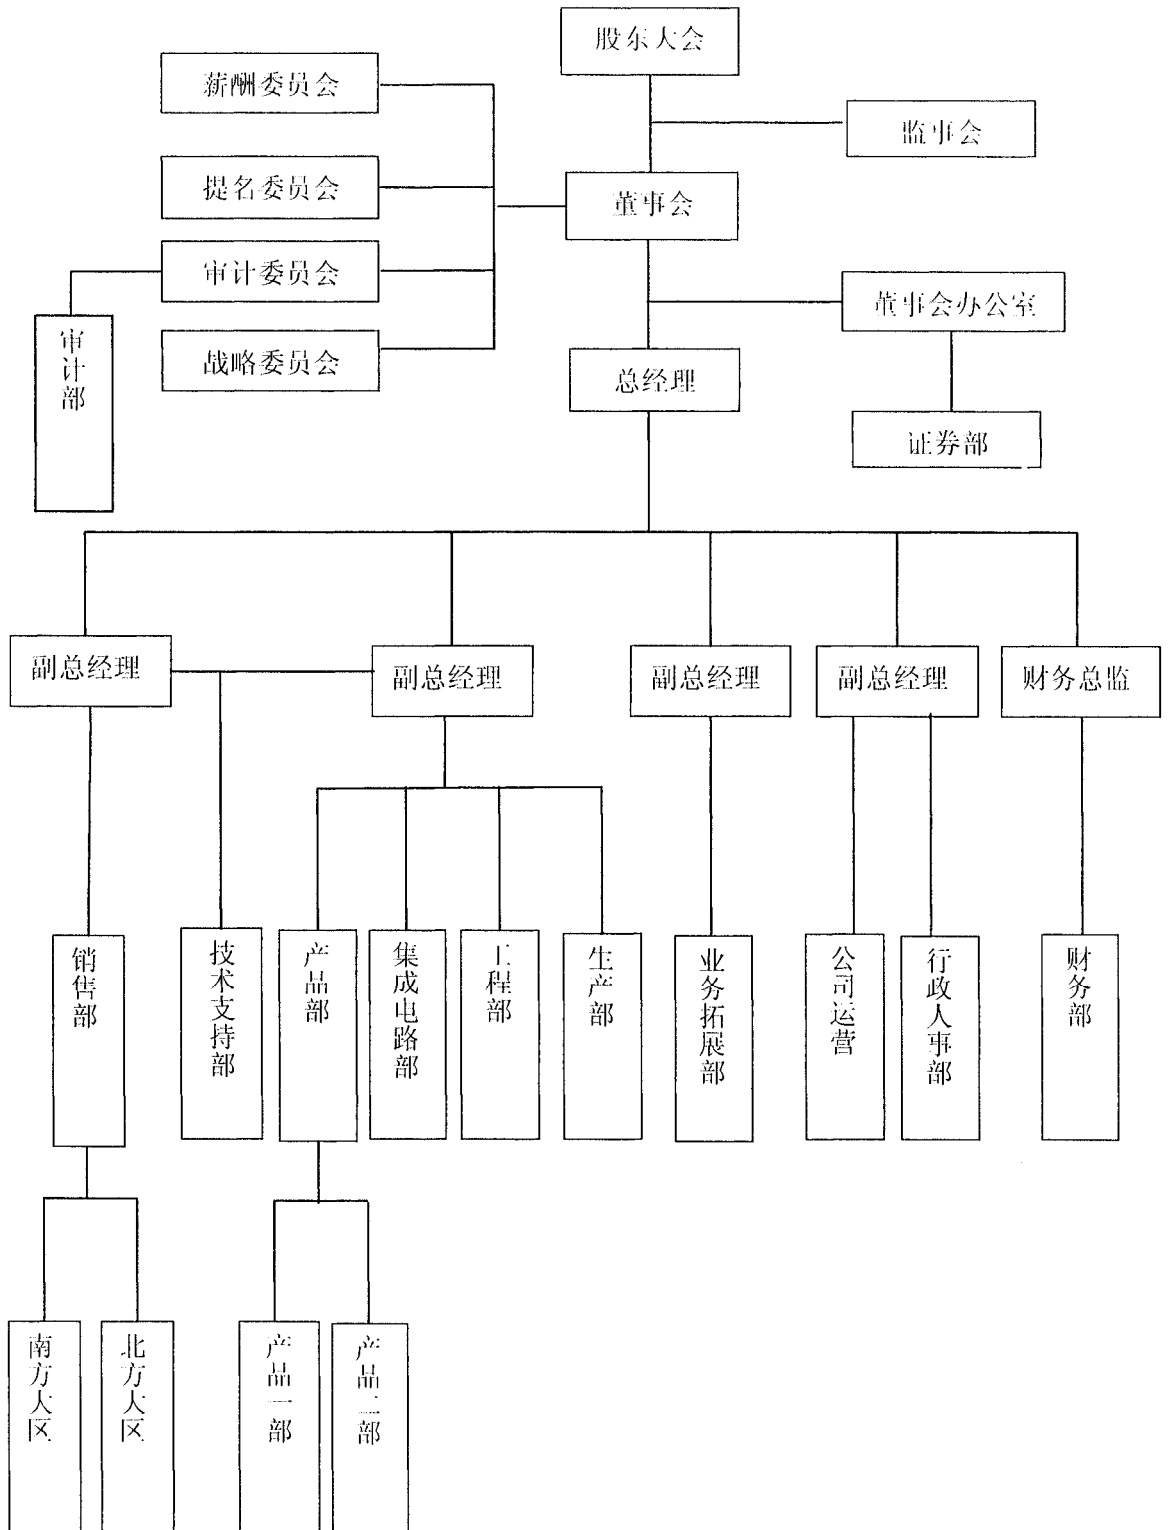 股东大会
薪酬委员会
监事会
提名委员会
董事会
审计委员会
董事会办公室
审计部
战略委员会
总经理
证券部
副总经理
副总经理
副总经理
副总经理
财务总监
销售部
技术支持部
产品部
集成电路部
工程部
生产部
业务拓展部
公司运营
行政人事部
财务部
南方大区
北方大区
产品一部
产品二部